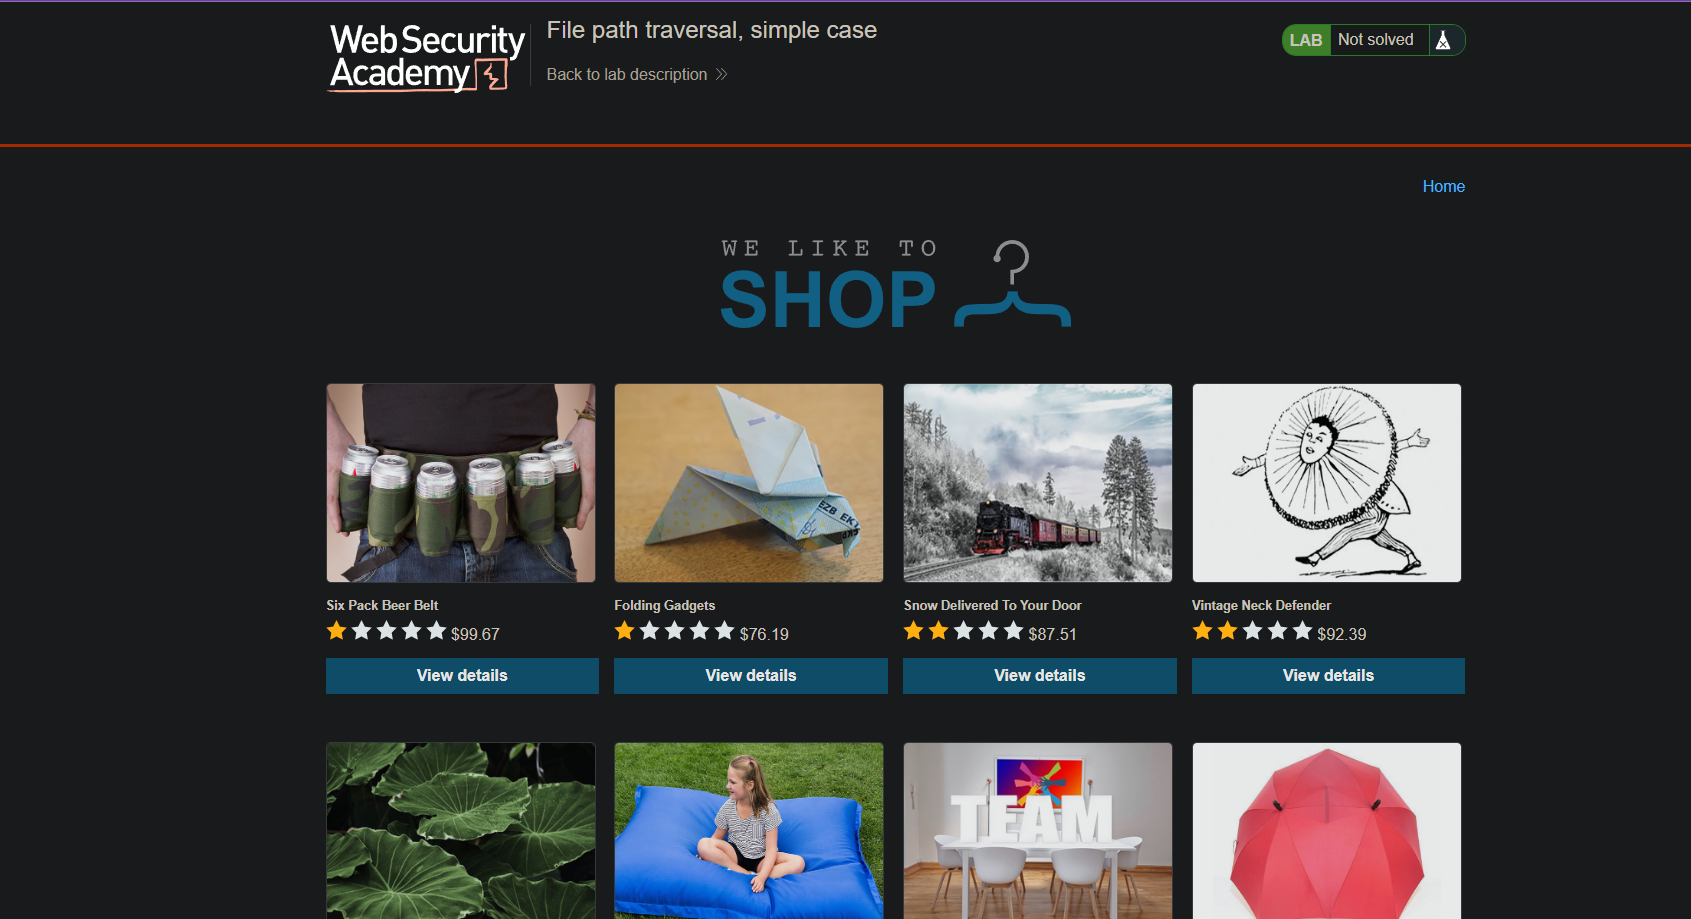 Web Security
Academy
File path traversal, simple case
Back to lab description
LAB Not solved
Home
WE LIKE TO
SHOP
Six Pack Beer Belt
$99.67
View details
Folding Gadgets
$76.19
View details
Snow Delivered To Your Door
$87.51
View details
Vintage Neck Defender
$92.39
View details
EZB EK
TEAM